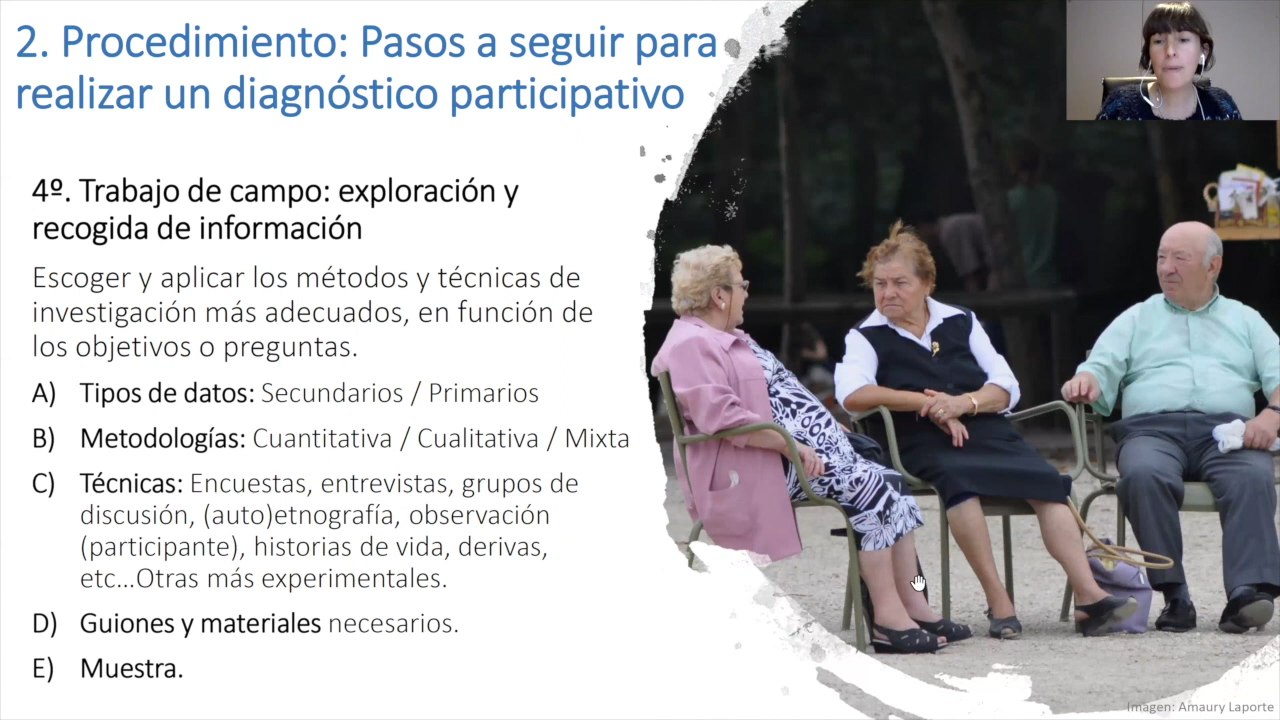 2. Procedimiento: Pasos a seguir para
realizar un diagnóstico participativo
4º. Trabajo de campo: exploración y
recogida de información
Escoger y aplicar los métodos y técnicas de
investigación más adecuados, en función de
los objetivos o preguntas.
A) Tipos de datos: Secundarios / Primarios
B) Metodologías: Cuantitativa / Cualitativa / Mixta
C) Técnicas: Encuestas, entrevistas, grupos de
discusión, (auto)etnografía, observación
(participante), historias de vida, derivas,
etc…Otras más experimentales.
D) Guiones y materiales necesarios.
E) Muestra.
Imagen: Amaury Laporte